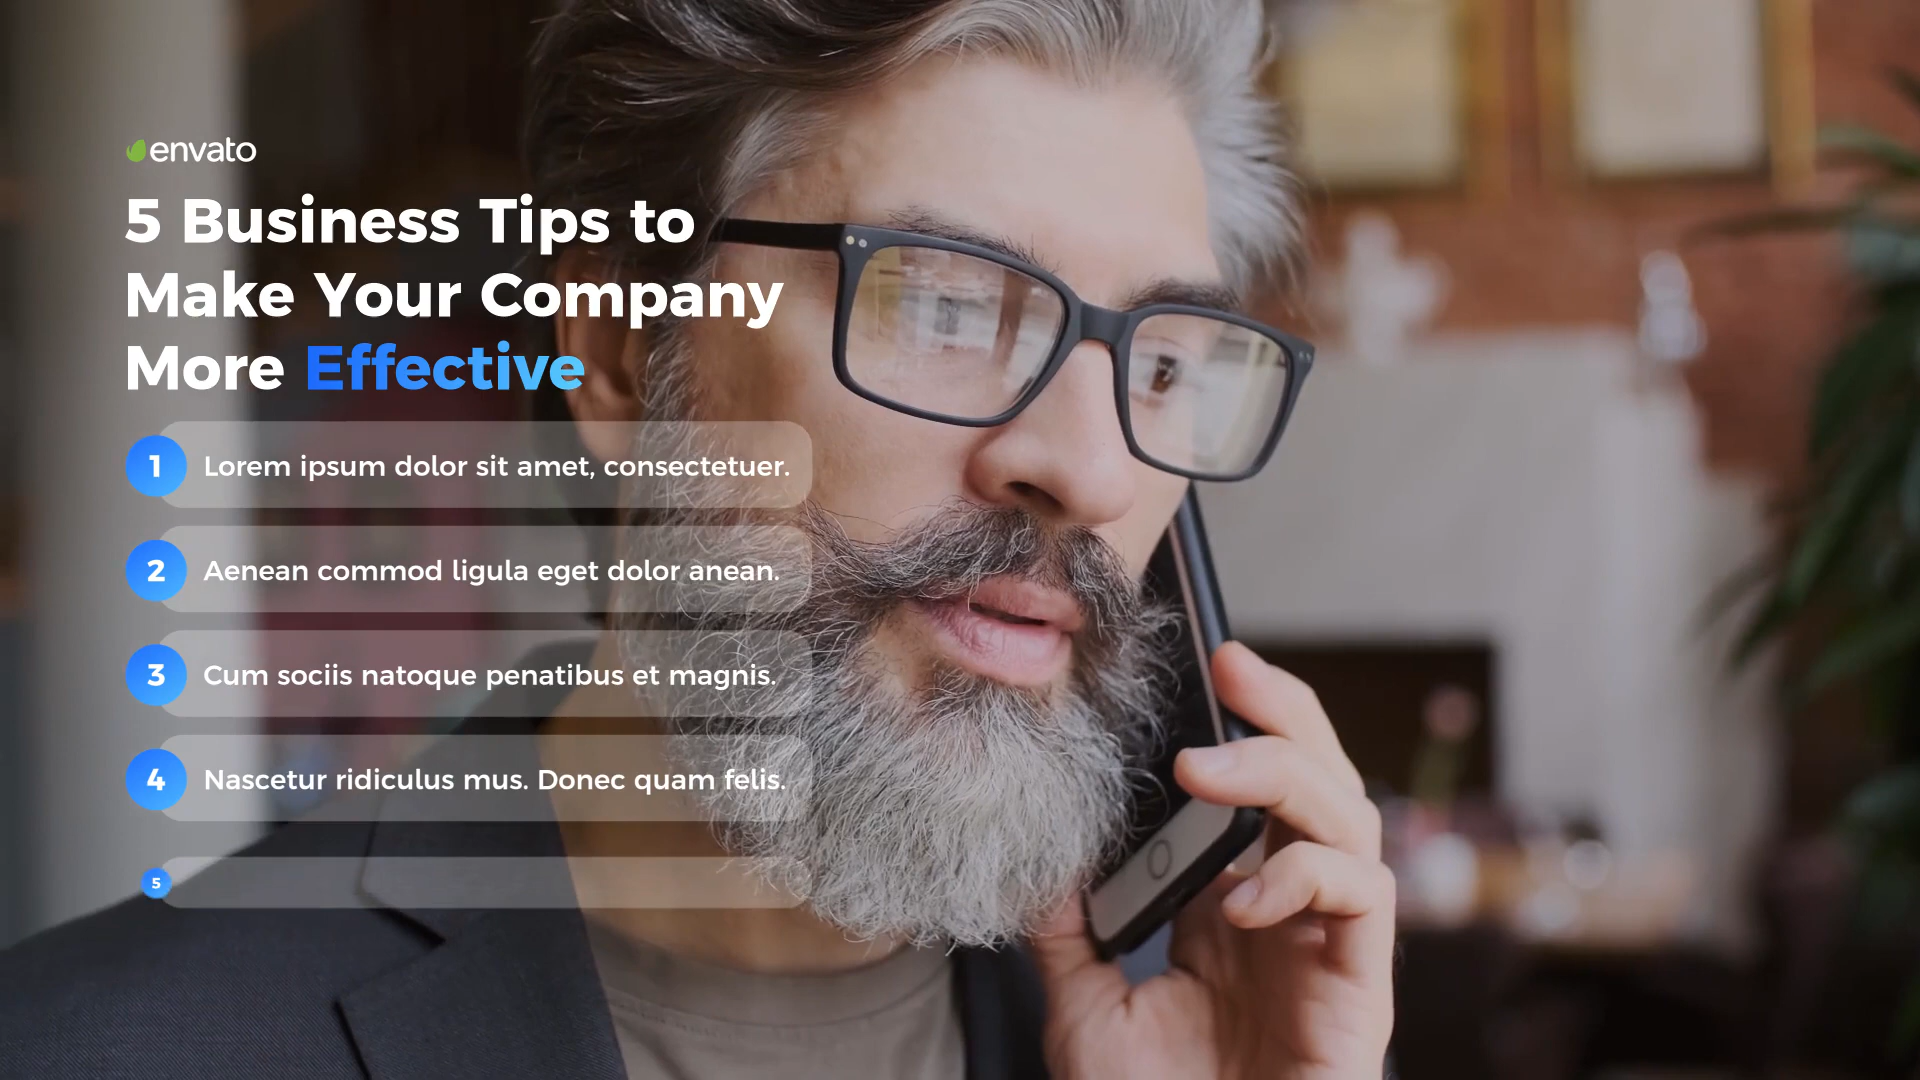 envato
5 Business Tips to
Make Your Company
More Effective
1 Lorem ipsum dolor sit amet, consectetuer.
2 Aenean commod ligula eget dolor anean.
3 Cum sociis natoque penatibus et magnis.
4 Nascetur ridiculus mus. Donec quam felis.
5